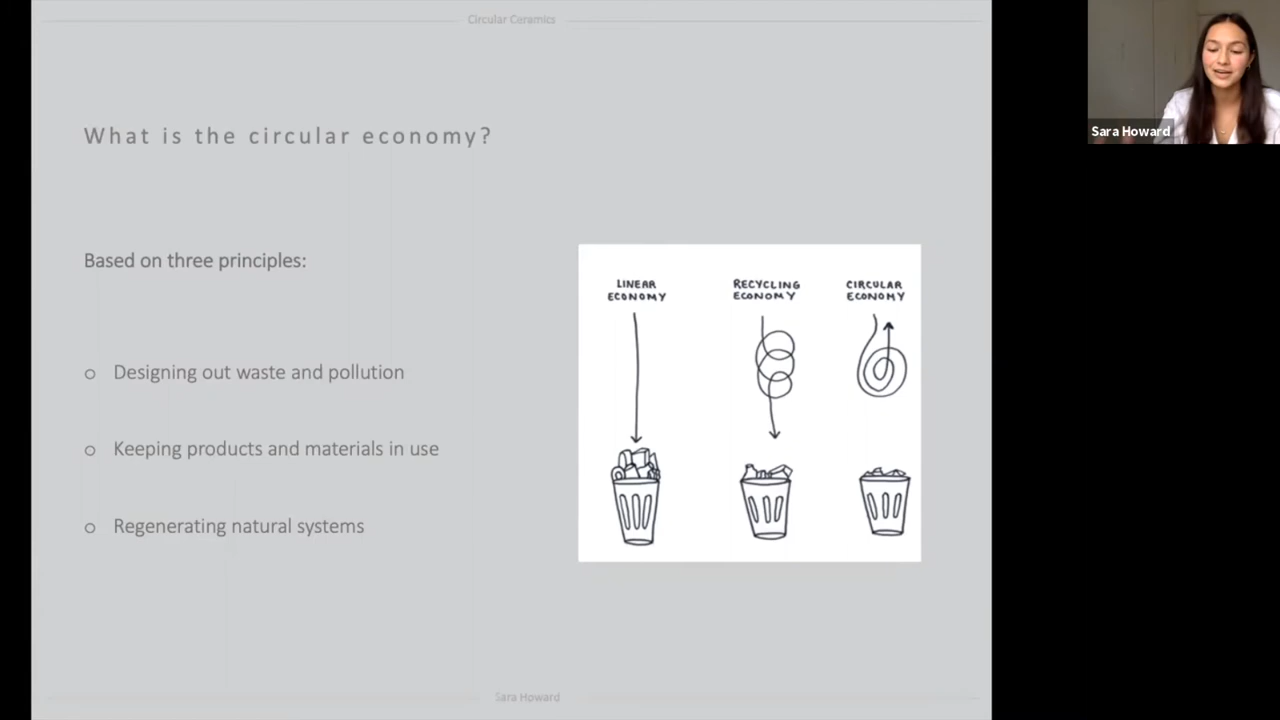 Circular Ceramics
What is the circular economy?
Based on three principles:
o Designing out waste and pollution
o Keeping products and materials in use
o Regenerating natural systems
LINEAR
ECONOMY
RECYCLING
ECONOMY
CIRCULAR
ECONOMY
Sara Howard
Sara Howard